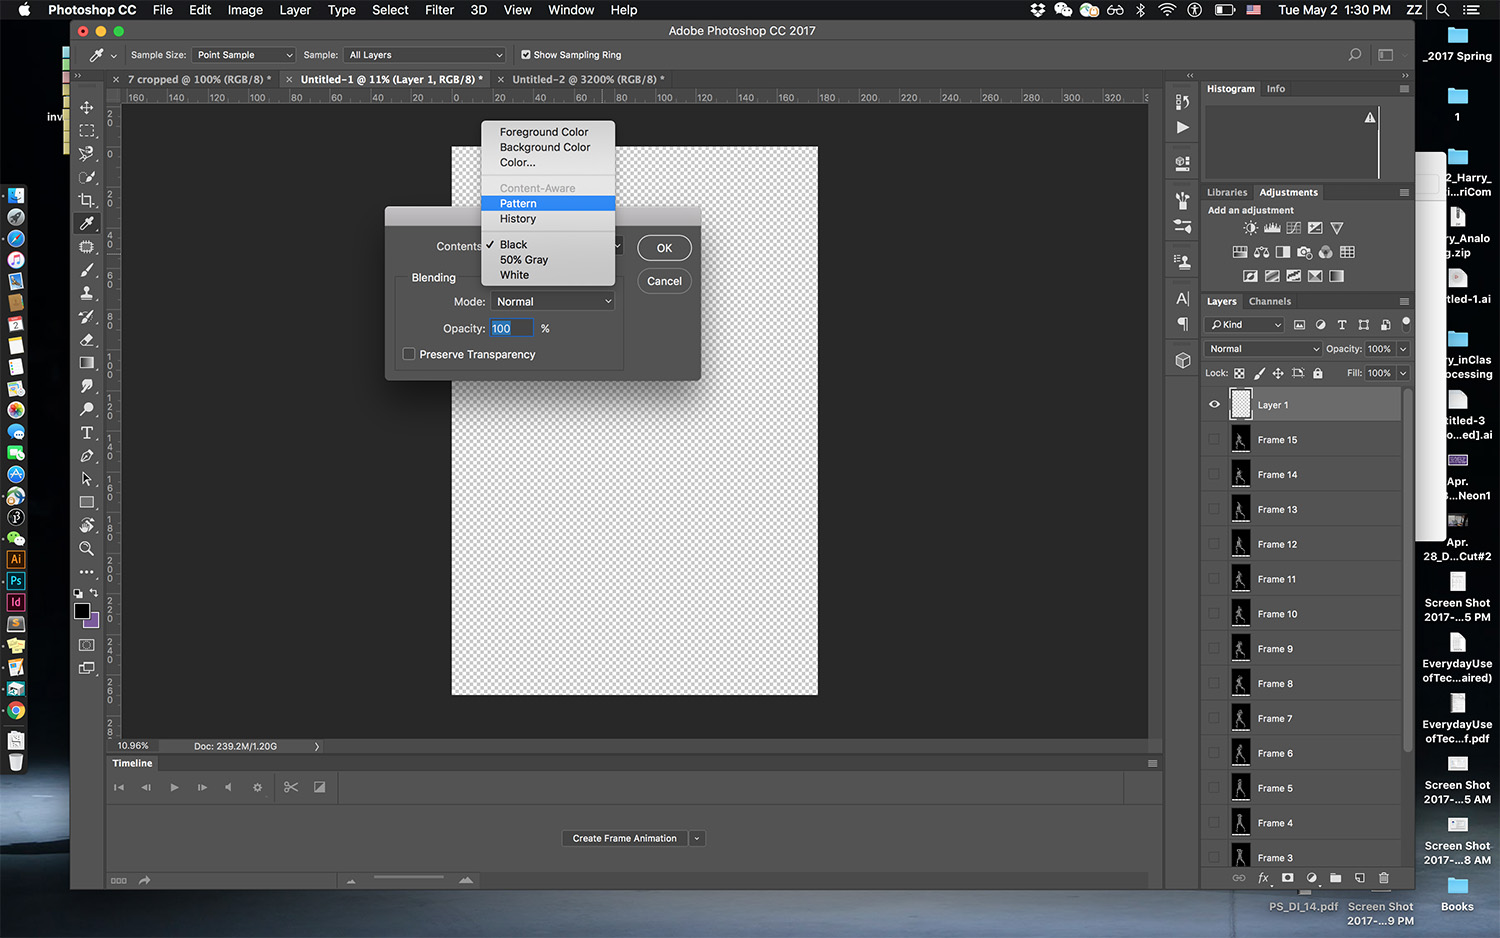 Photoshop CC File Edit Image Layer Type Select Filter 3D View Window Help Tue May 2 1:30 PM ZZ
Adobe Photoshop CC 2017
Sample Size: Point Sample Sample: All Layers Show Sampling Ring
7 cropped @ 100% (RGB/8) * Untitled-1 @ 11% (Layer 1, RGB/8) * Untitled-2 @ 3200% (RGB/8) *
160 140 120 100 80 60 40 20 0 20 40 60 80 100 120 140 160 180 200 220 240 260 280 300 320
Foreground Color
Background Color
Color...
Content-Aware
Pattern
History
Black
50% Gray
White
Contents
OK
Cancel
Blending
Mode: Normal
Opacity: 100 %
Preserve Transparency
10.96% Doc: 239.2M/1.20G
Timeline
Create Frame Animation
Histogram Info
Libraries Adjustments
Add an adjustment
Layers Channels
Kind
Normal Opacity: 100%
Lock: Fill: 100%
Layer 1
Frame 15
Frame 14
Frame 13
Frame 12
Frame 11
Frame 10
Frame 9
Frame 8
Frame 7
Frame 6
Frame 5
Frame 4
Frame 3
fx
inv
Ai
Ps
Id
_2017 Spring
1
2_Harry_
ti...riCom
ry_Analo
g.zip
tled-1.ai
ry_inClas
ocessing
titled-3
o...ed].ai
Apr.
3...Neon1
Apr.
28_D...Cut#2
Screen Shot
2017-...5 PM
EverydayUse
ofTec...aired)
EverydayUse
ofTec...f.pdf
Screen Shot
2017-...5 AM
Screen Shot
2017-...8 AM
Books
PS_DI_14.pdf
Screen Shot
2017-...9 PM